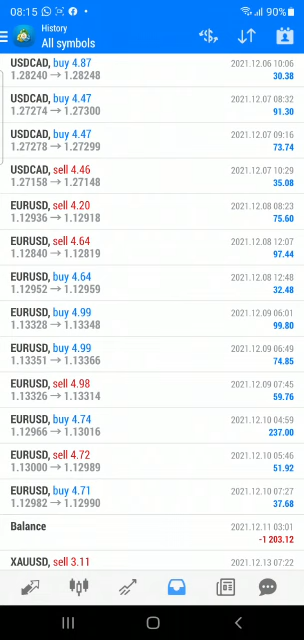 08:15 90%
History
All symbols
USDCAD, buy 4.87 2021.12.06 10:06
1.28240 → 1.28248 30.38
USDCAD, buy 4.47 2021.12.07 08:32
1.27274 → 1.27300 91.30
USDCAD, buy 4.47 2021.12.07 09:16
1.27278 → 1.27299 73.74
USDCAD, sell 4.46 2021.12.07 10:29
1.27158 → 1.27148 35.08
EURUSD, sell 4.20 2021.12.08 08:23
1.12936 → 1.12918 75.60
EURUSD, sell 4.64 2021.12.08 12:07
1.12840 → 1.12819 97.44
EURUSD, buy 4.64 2021.12.08 12:48
1.12952 → 1.12959 32.48
EURUSD, buy 4.99 2021.12.09 06:01
1.13328 → 1.13348 99.80
EURUSD, buy 4.99 2021.12.09 06:49
1.13351 → 1.13366 74.85
EURUSD, sell 4.98 2021.12.09 07:45
1.13326 → 1.13314 59.76
EURUSD, buy 4.74 2021.12.10 04:59
1.12966 → 1.13016 237.00
EURUSD, sell 4.72 2021.12.10 05:46
1.13000 → 1.12989 51.92
EURUSD, buy 4.71 2021.12.10 07:27
1.12982 → 1.12990 37.68
Balance 2021.12.11 03:01
-1 203.12
XAUUSD, sell 3.11 2021.12.13 07:22